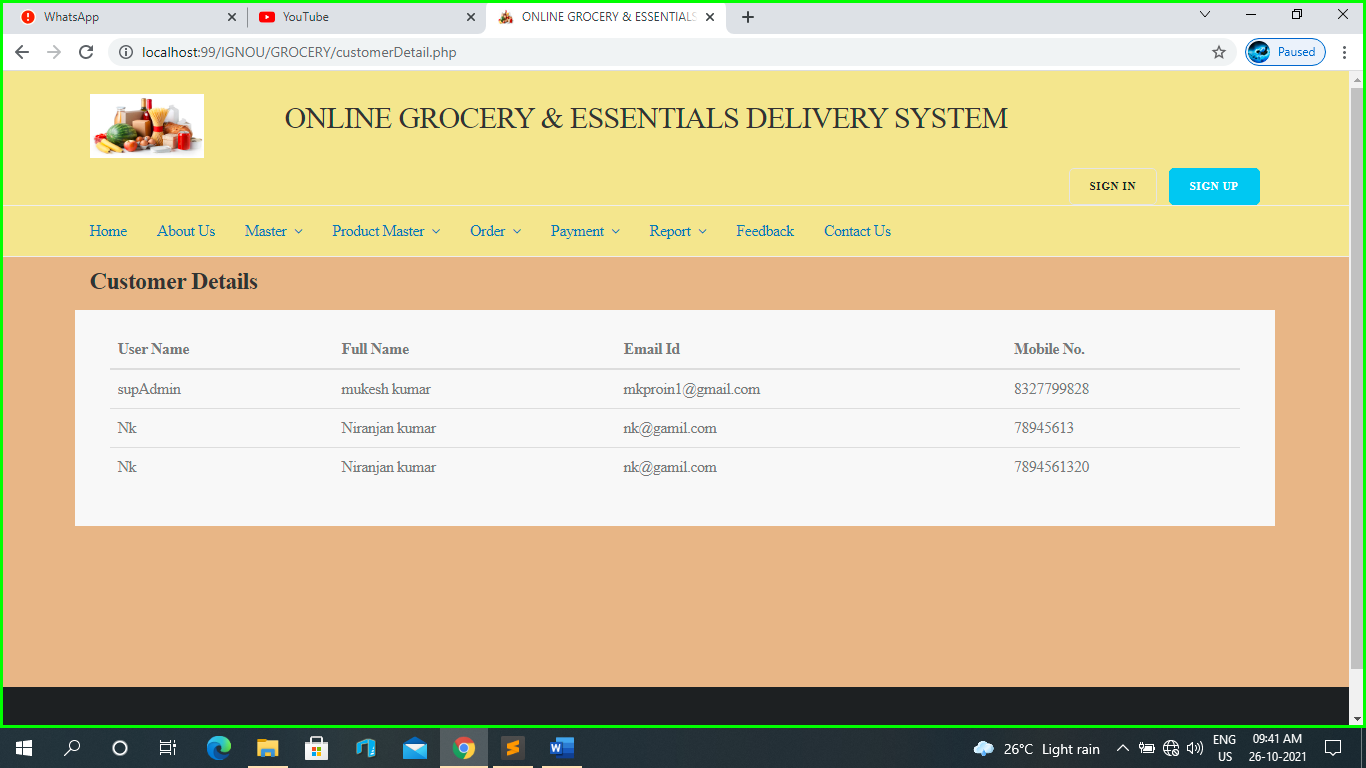 WhatsApp
YouTube
ONLINE GROCERY & ESSENTIALS
localhost:99/IGNOU/GROCERY/customerDetail.php
Paused
ONLINE GROCERY & ESSENTIALS DELIVERY SYSTEM
SIGN IN
SIGN UP
Home About Us Master Product Master Order Payment Report Feedback Contact Us
Customer Details
User Name Full Name Email Id Mobile No.
supAdmin mukesh kumar mkproin1@gmail.com 8327799828
Nk Niranjan kumar nk@gamil.com 78945613
Nk Niranjan kumar nk@gamil.com 7894561320
26°C Light rain
ENG
US
09:41 AM
26-10-2021